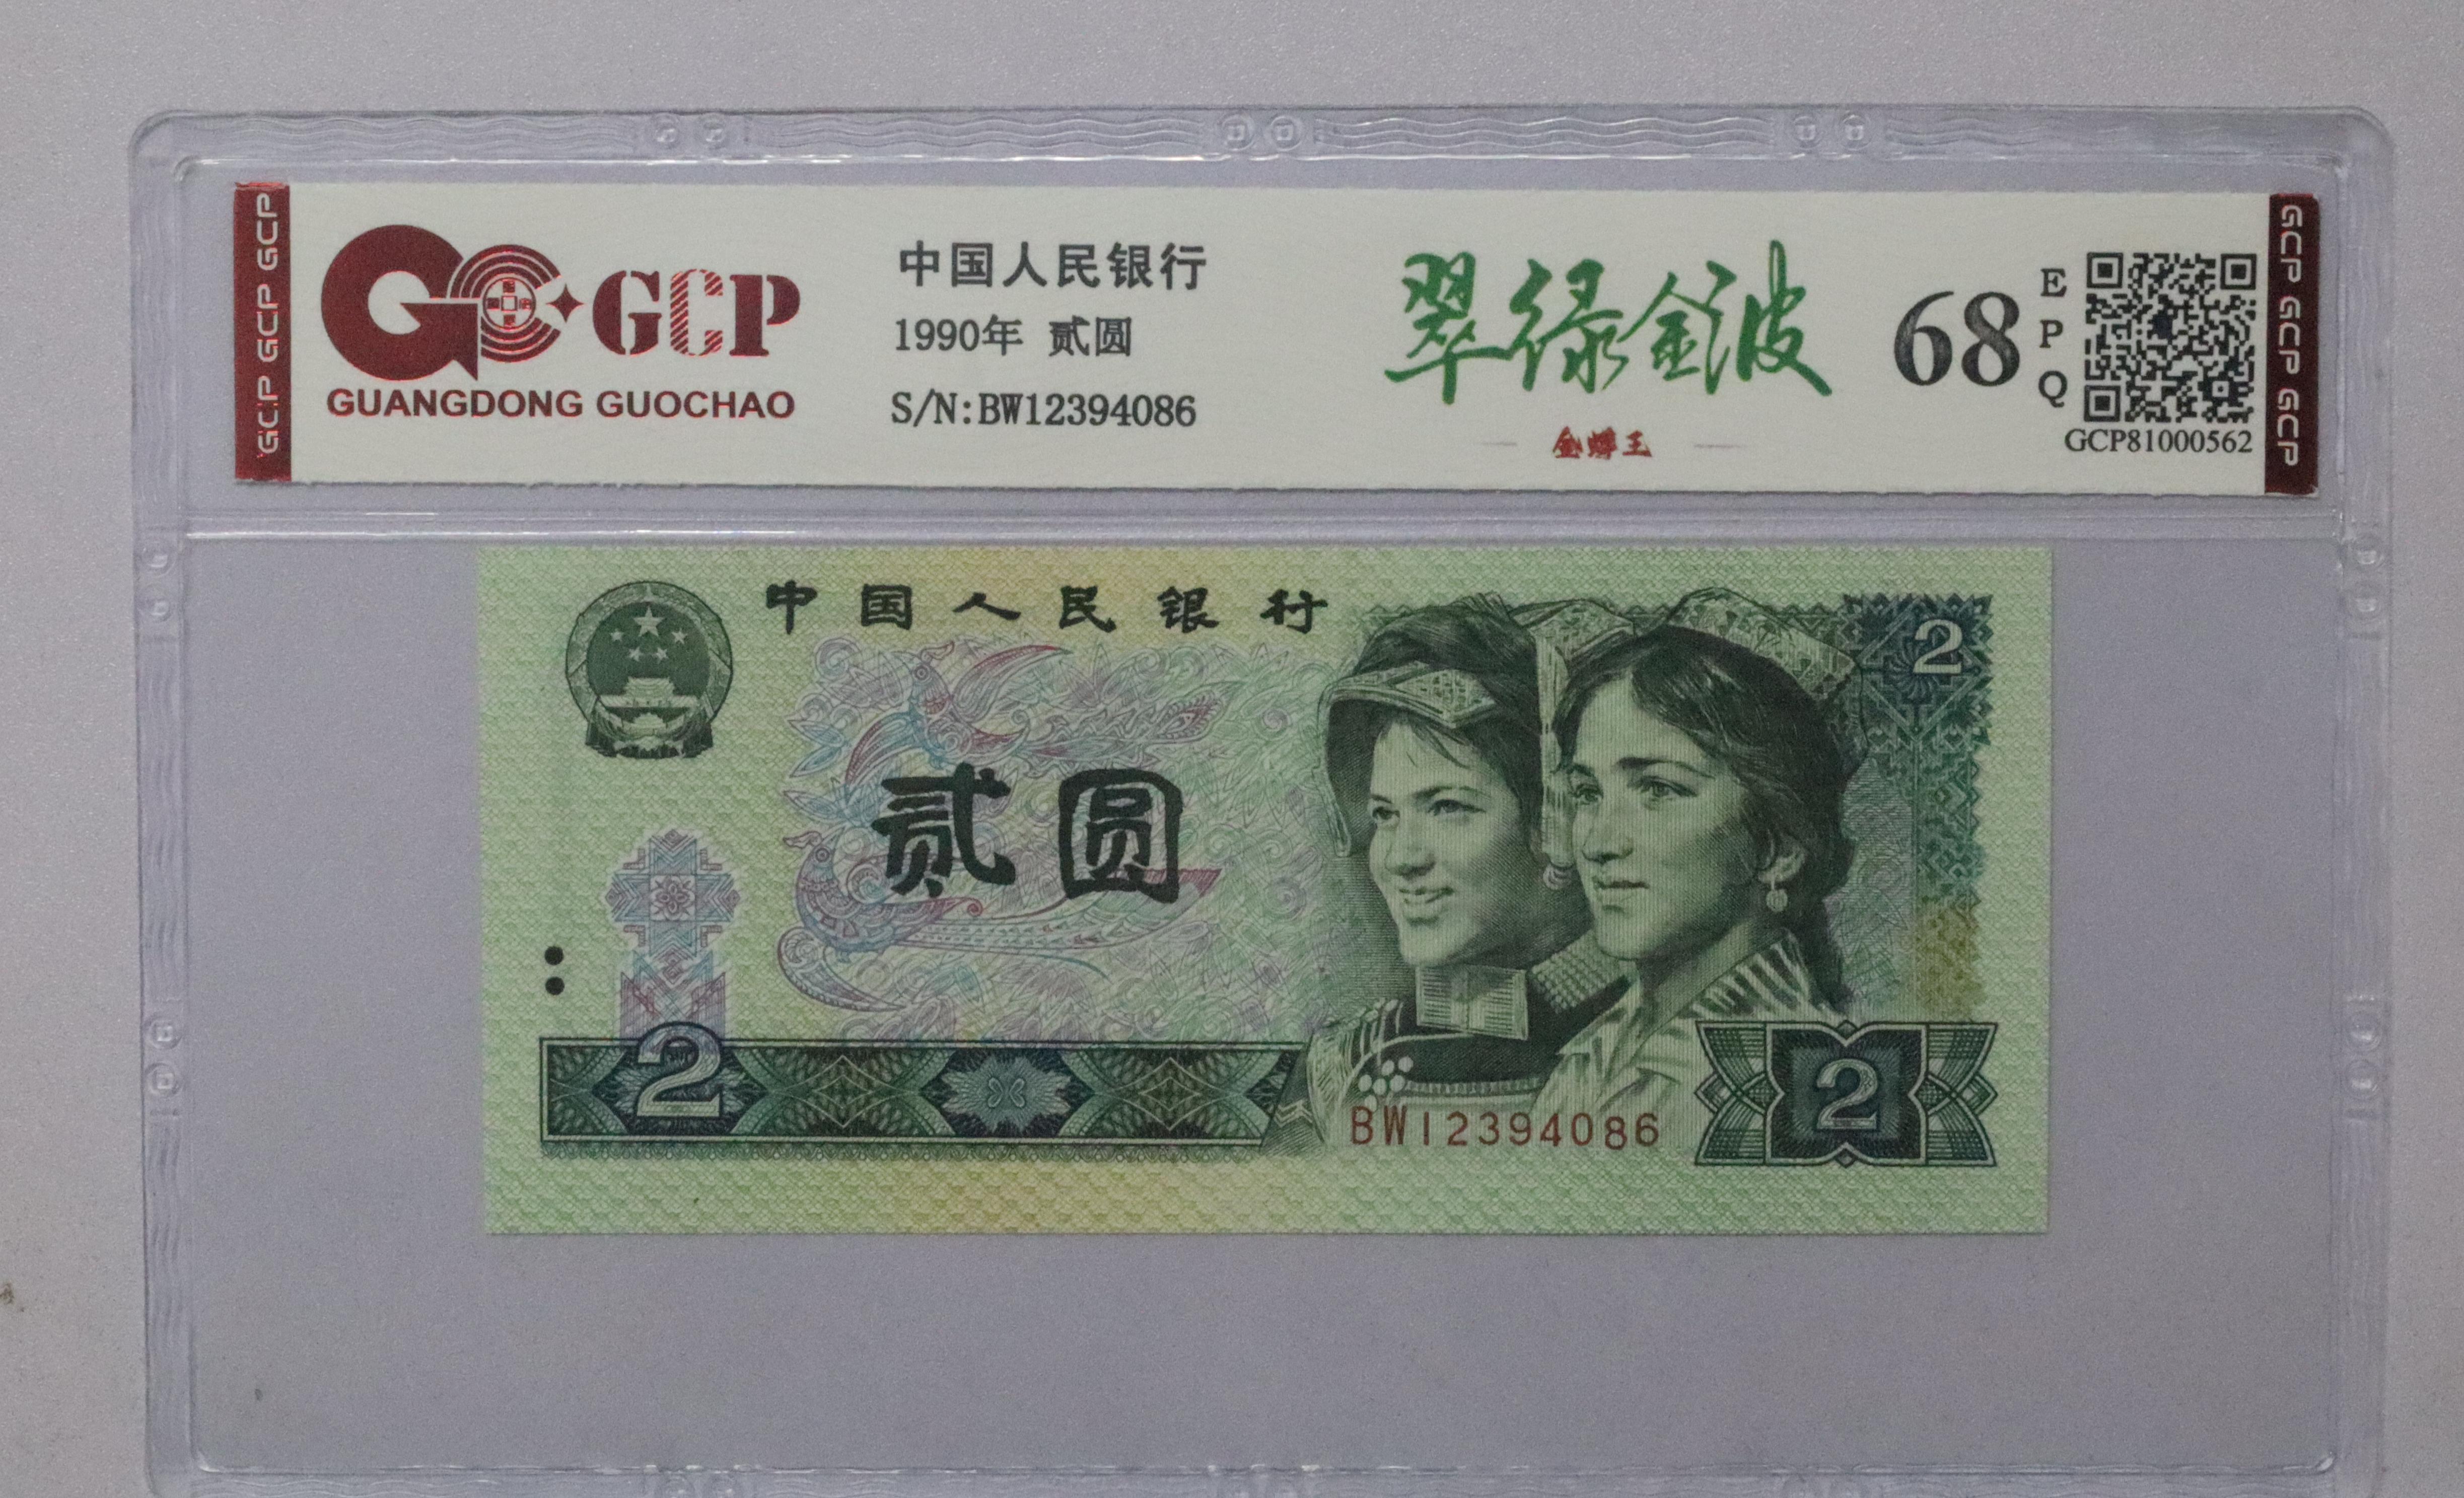 GCP GCP GCP
GCP
GUANGDONG GUOCHAO
中国人民银行
1990年 贰圆
S/N:BW12394086
翠绿金波
68
EPQ
GCP81000562
GCP GCP GCP
中国人民银行
2
贰圆
2
BW12394086
2